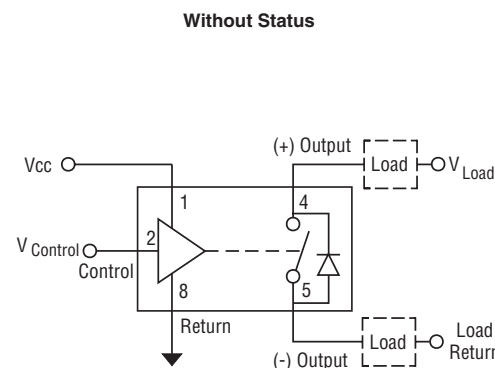 Without Status
(+) Output
Load
V Load
Vcc
1
4
V Control
2
Control
8
5
Return
Load
Load
Return
(-) Output